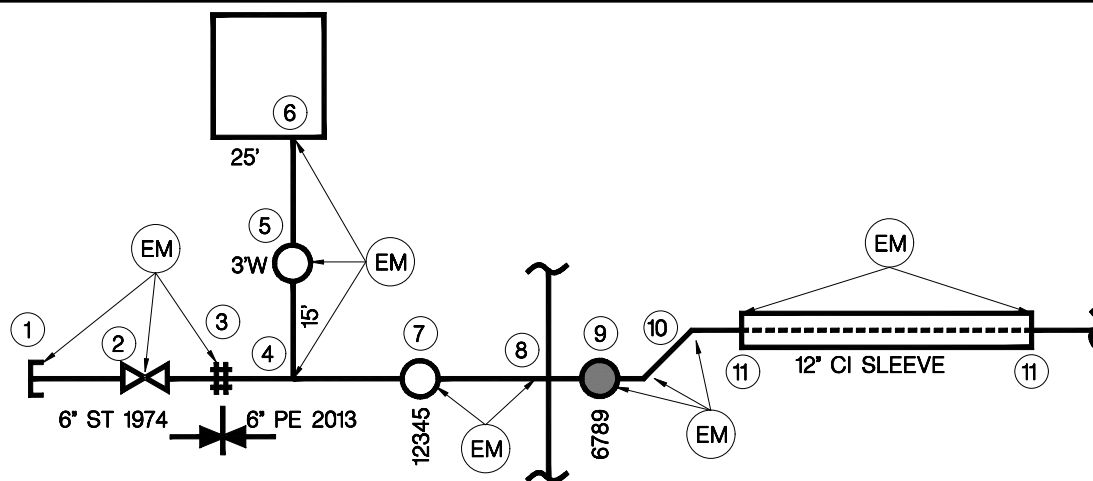 6
25'
5
EM
3'W
EM
EM
15'
1
2
3
4
7
8
9
10
11
12" CI SLEEVE
11
6" ST 1974
6" PE 2013
12345
EM
6789
EM